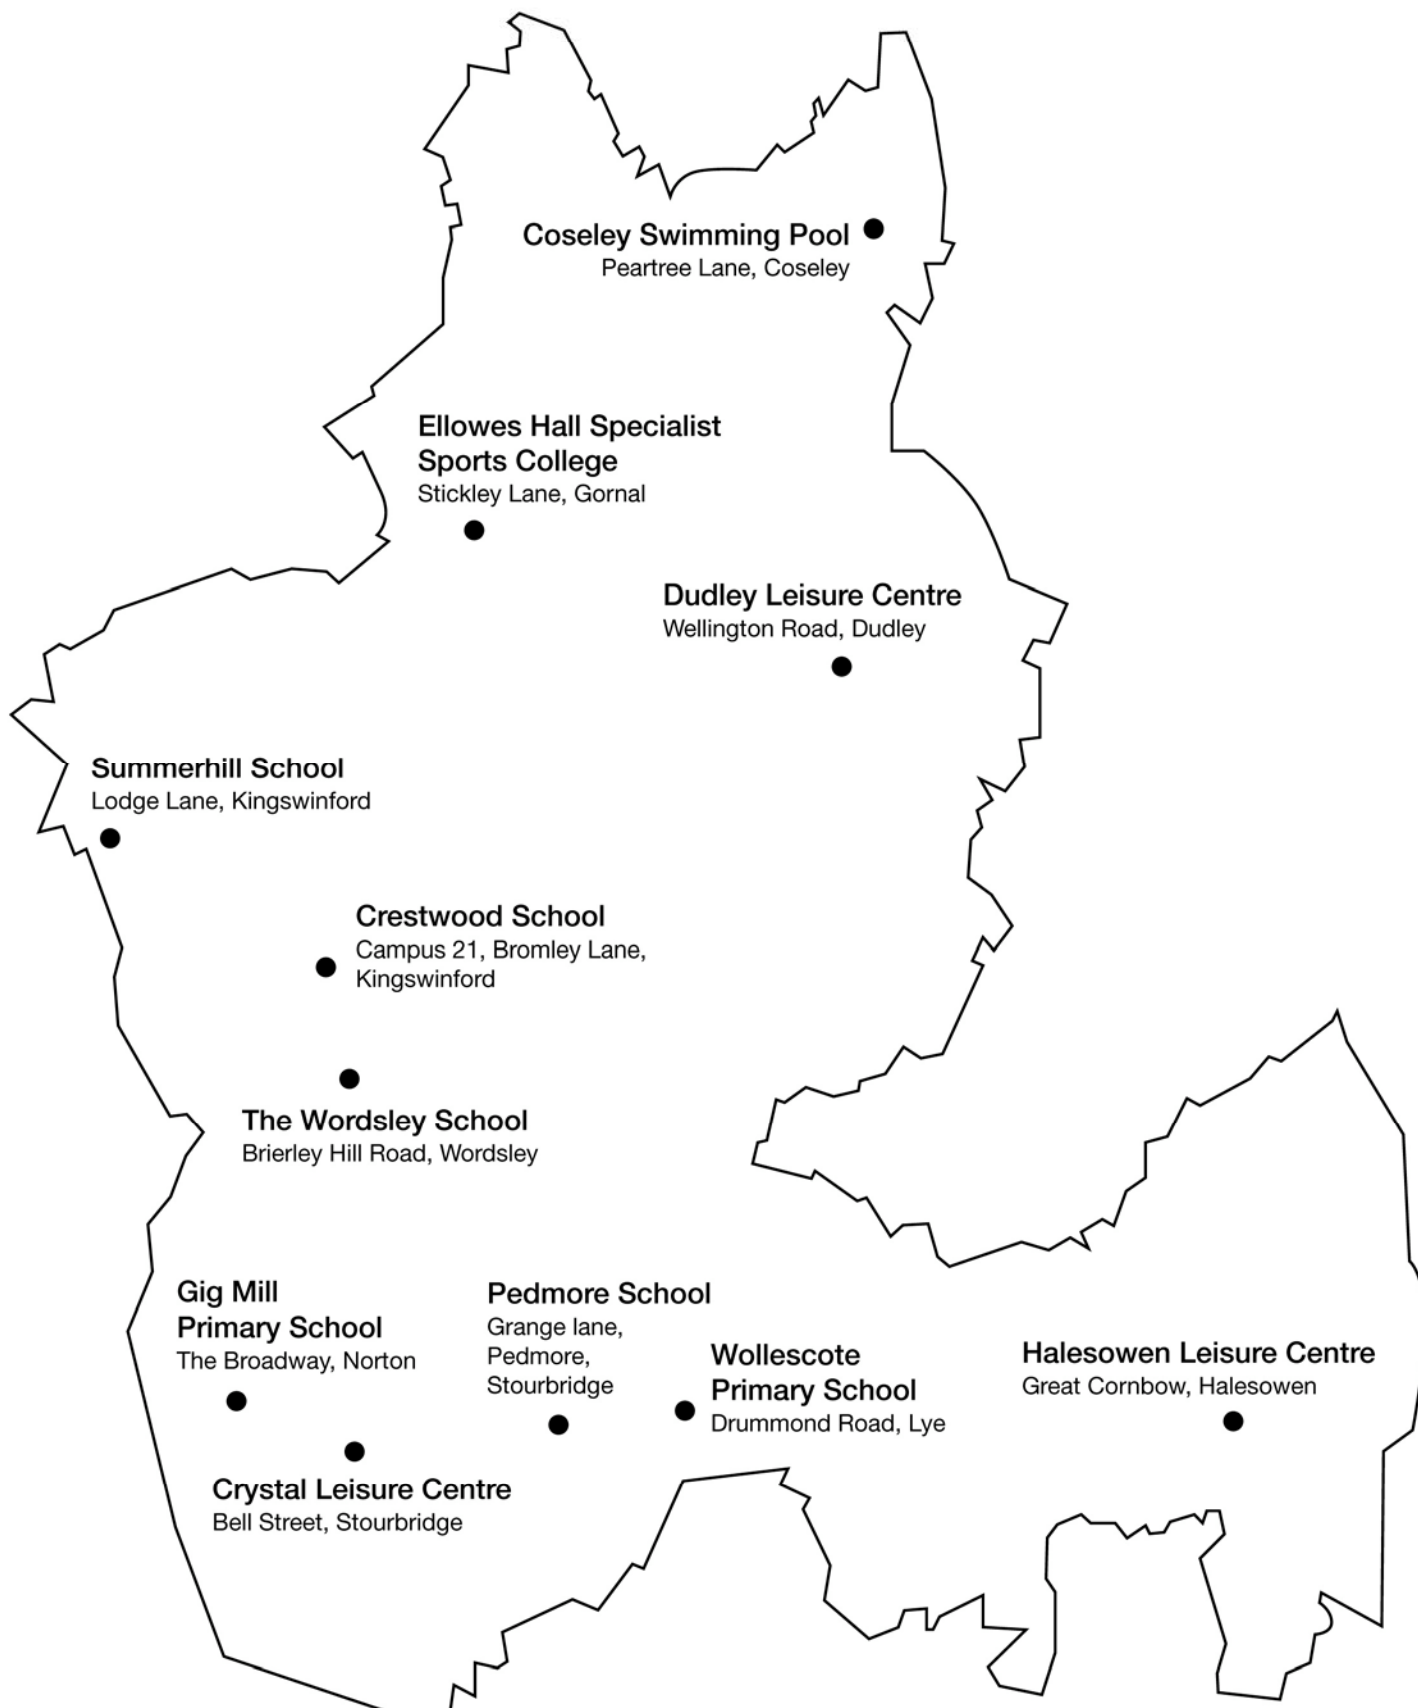 Coseley Swimming Pool
Peartree Lane, Coseley
Ellowes Hall Specialist
Sports College
Stickley Lane, Gornal
Dudley Leisure Centre
Wellington Road, Dudley
Summerhill School
Lodge Lane, Kingswinford
Crestwood School
Campus 21, Bromley Lane,
Kingswinford
The Wordsley School
Brierley Hill Road, Wordsley
Gig Mill
Primary School
The Broadway, Norton
Pedmore School
Grange lane,
Pedmore,
Stourbridge
Wollescote
Primary School
Drummond Road, Lye
Halesowen Leisure Centre
Great Cornbow, Halesowen
Crystal Leisure Centre
Bell Street, Stourbridge